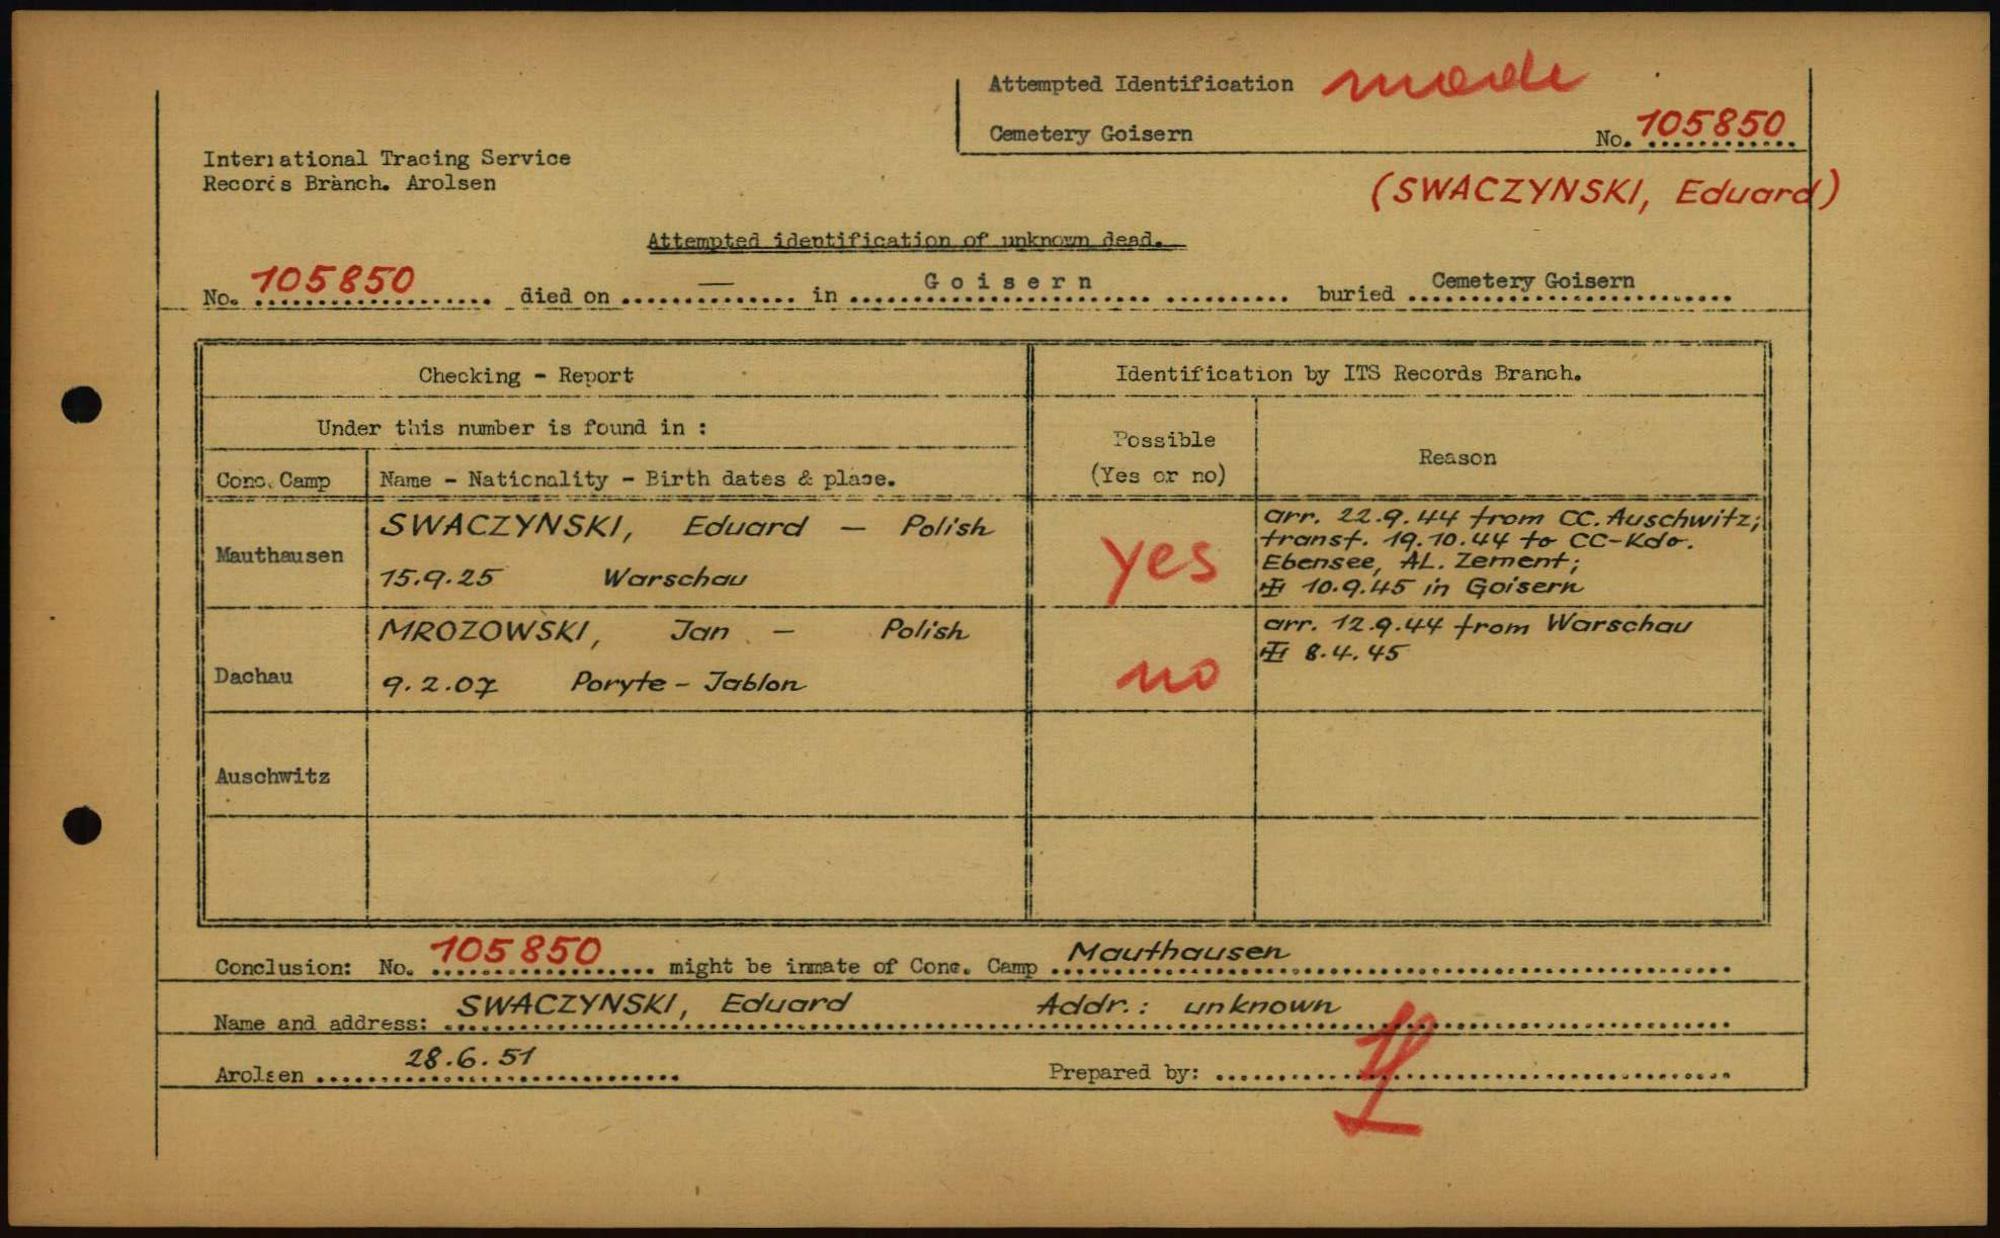 Attempted Identification made
Cemetery Goisern No. 105850
International Tracing Service
Records Branch. Arolsen
(SWACZYNSKI, Eduard)
Attempted identification of unknown dead.
No. 105850 died on — in Goisern buried Cemetery Goisern
Checking - Report
Identification by ITS Records Branch.
Under this number is found in :
Possible
(Yes or no)
Reason
Conc. Camp
Name - Nationality - Birth dates & place.
Mauthausen
SWACZYNSKI, Eduard — Polish
15.9.25 Warschau
yes
arr. 22.9.44 from CC. Auschwitz;
transf. 19.10.44 to CC-Kdo.
Ebensee, AL. Zement;
10.9.45 in Goisern
Dachau
MROZOWSKI, Jan — Polish
9.2.07 Poryte - Jablon
no
arr. 12.9.44 from Warschau
8.4.45
Auschwitz
Conclusion: No. 105850 might be inmate of Conc. Camp Mauthausen
Name and address: SWACZYNSKI, Eduard Addr.: unknown
Arolsen 28.6.51
Prepared by: